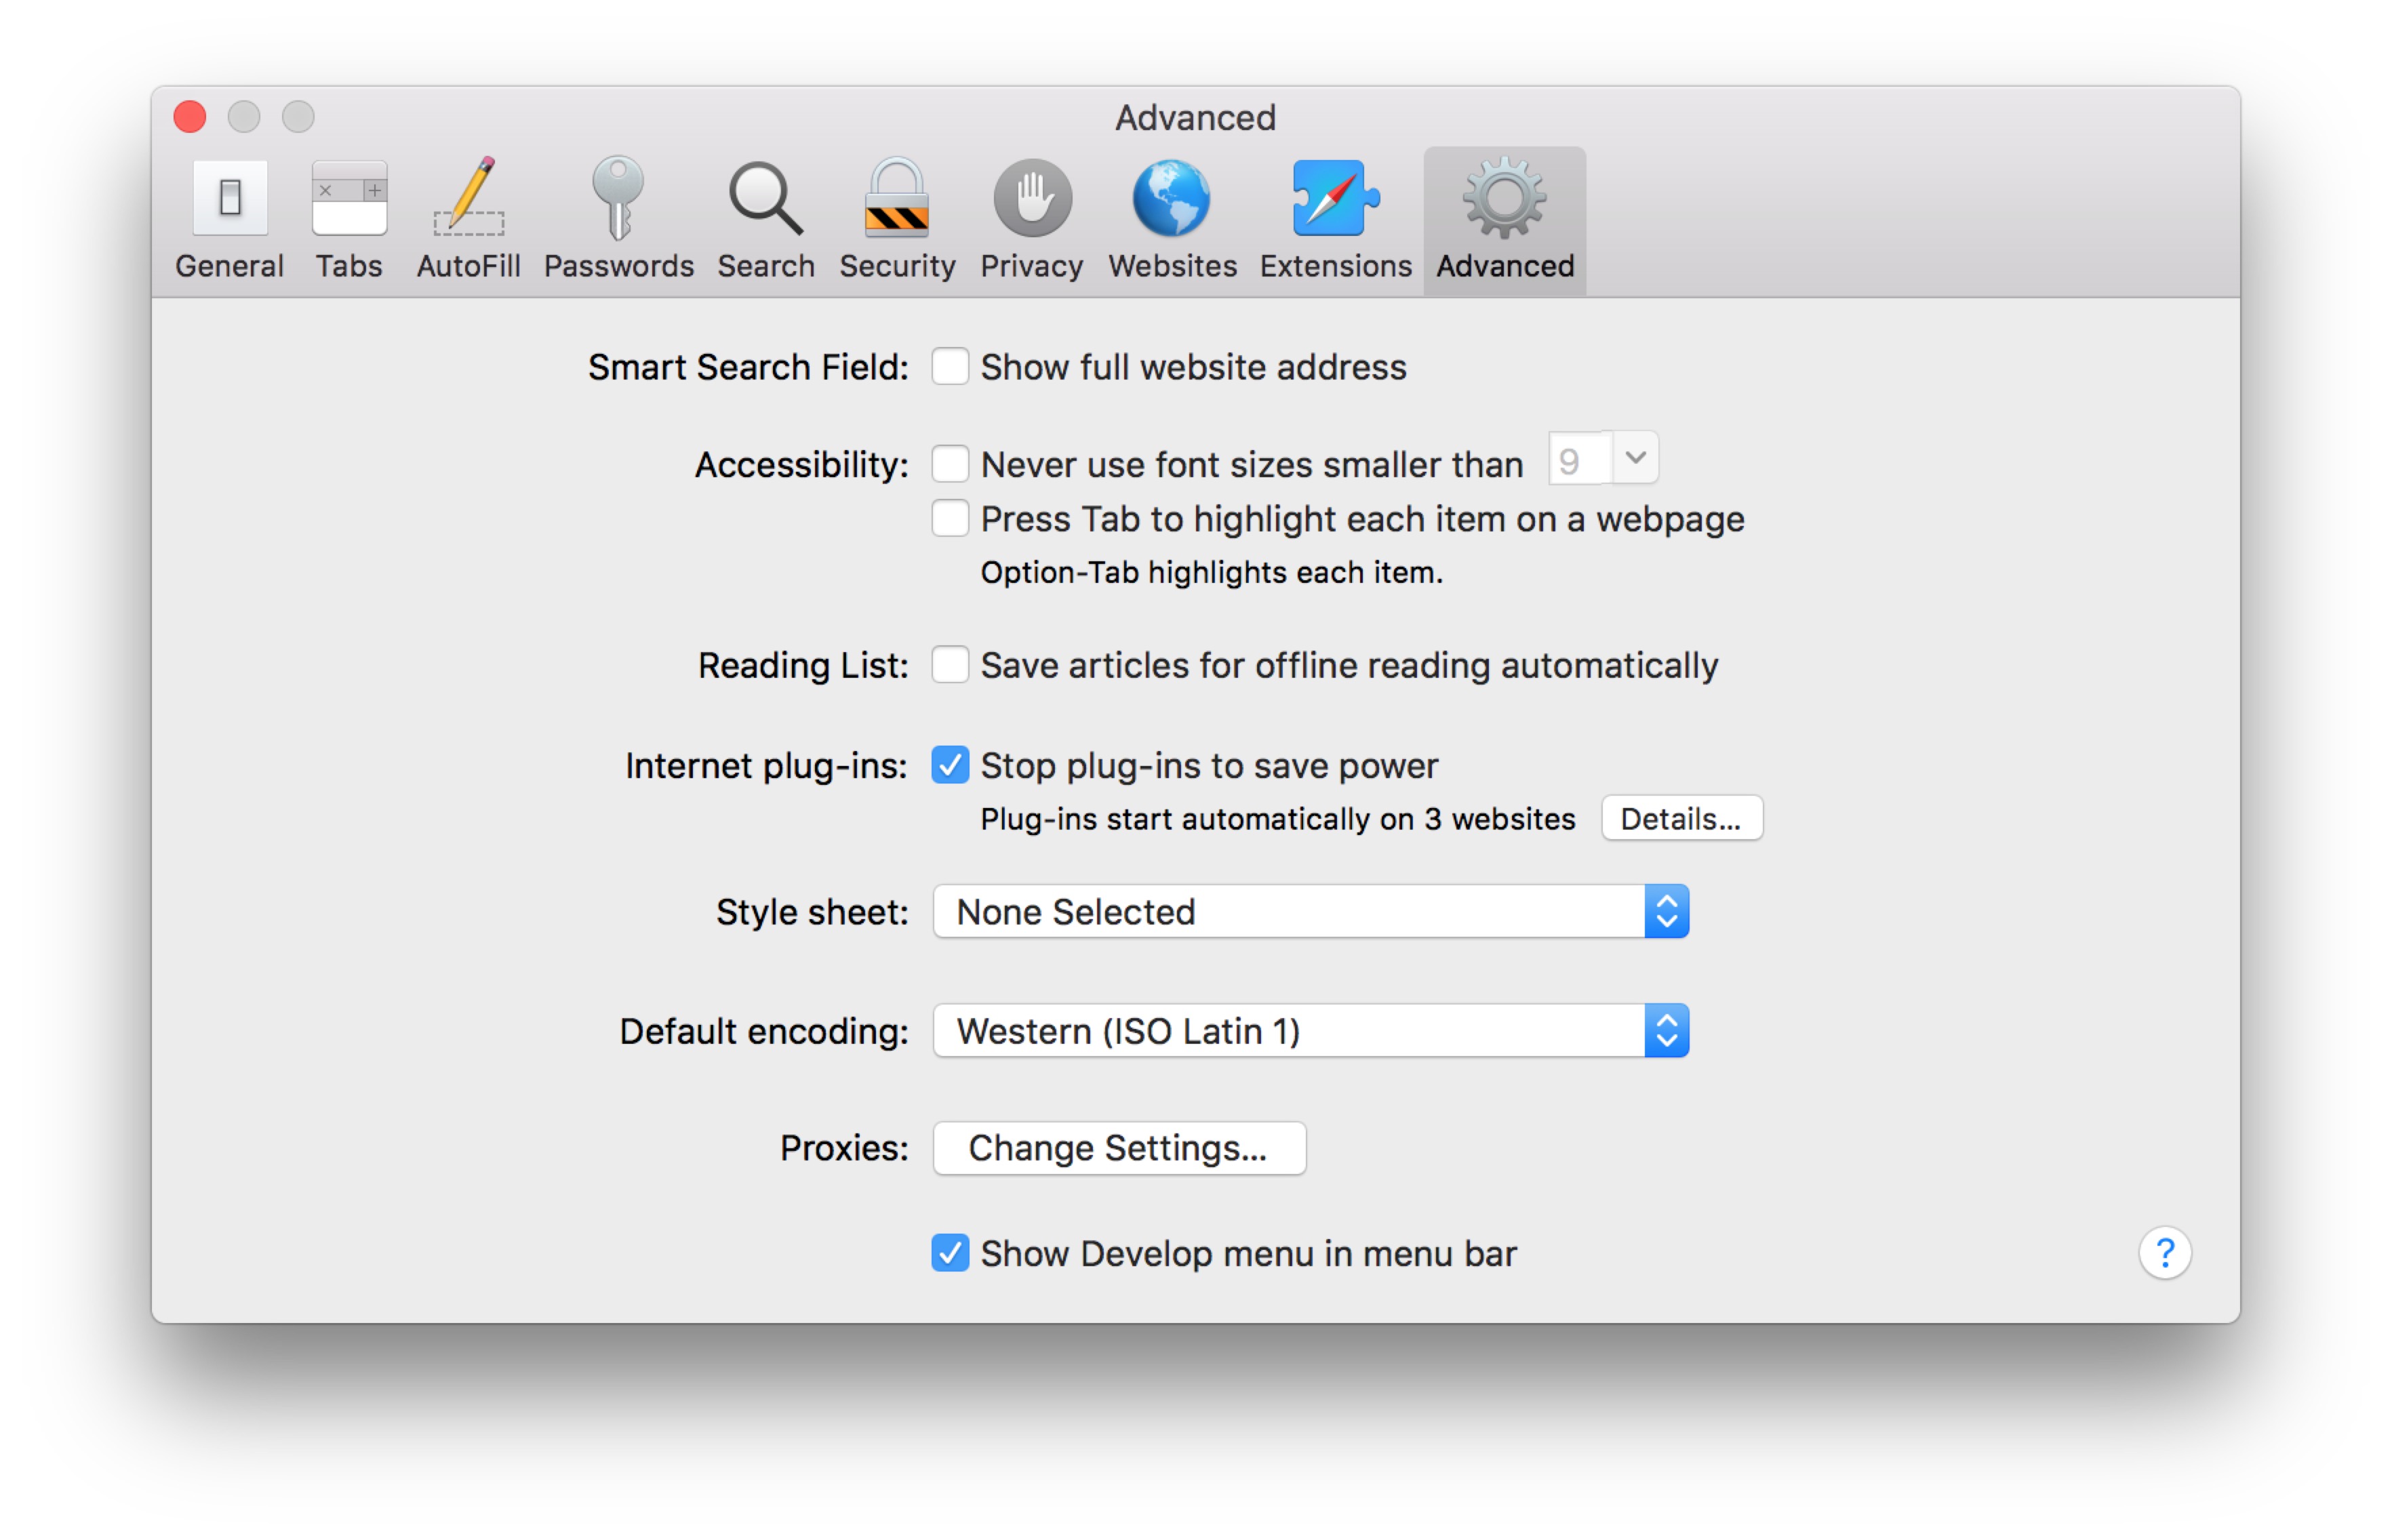 Advanced
General Tabs AutoFill Passwords Search Security Privacy Websites Extensions Advanced
Smart Search Field: Show full website address
Accessibility: Never use font sizes smaller than 9
Press Tab to highlight each item on a webpage
Option-Tab highlights each item.
Reading List: Save articles for offline reading automatically
Internet plug-ins: Stop plug-ins to save power
Plug-ins start automatically on 3 websites Details...
Style sheet: None Selected
Default encoding: Western (ISO Latin 1)
Proxies: Change Settings...
Show Develop menu in menu bar ?